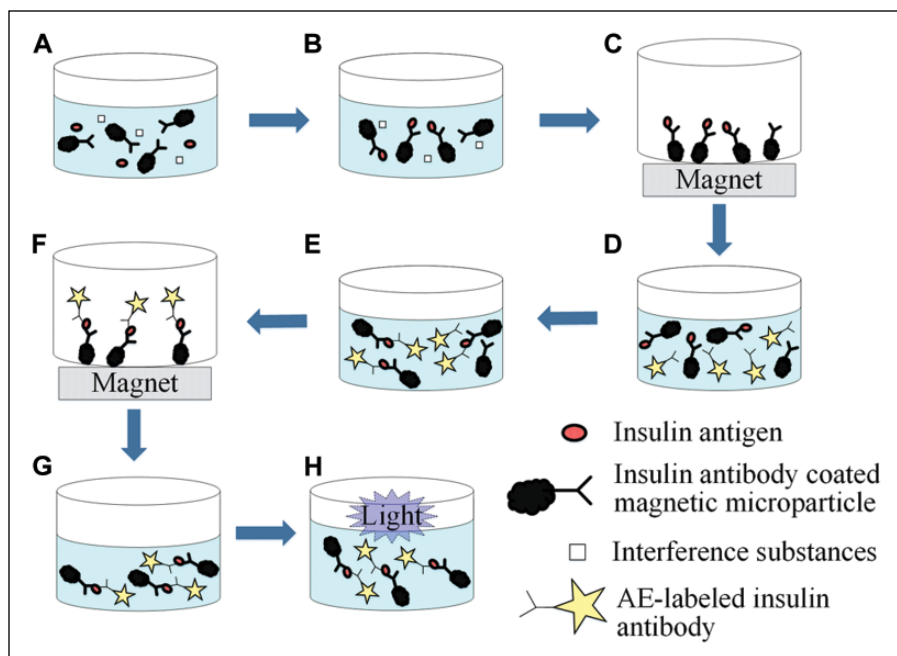 A
B
C
Magnet
F
E
D
Magnet
G
H
Light
Insulin antigen
Insulin antibody coated
magnetic microparticle
Interference substances
AE-labeled insulin
antibody